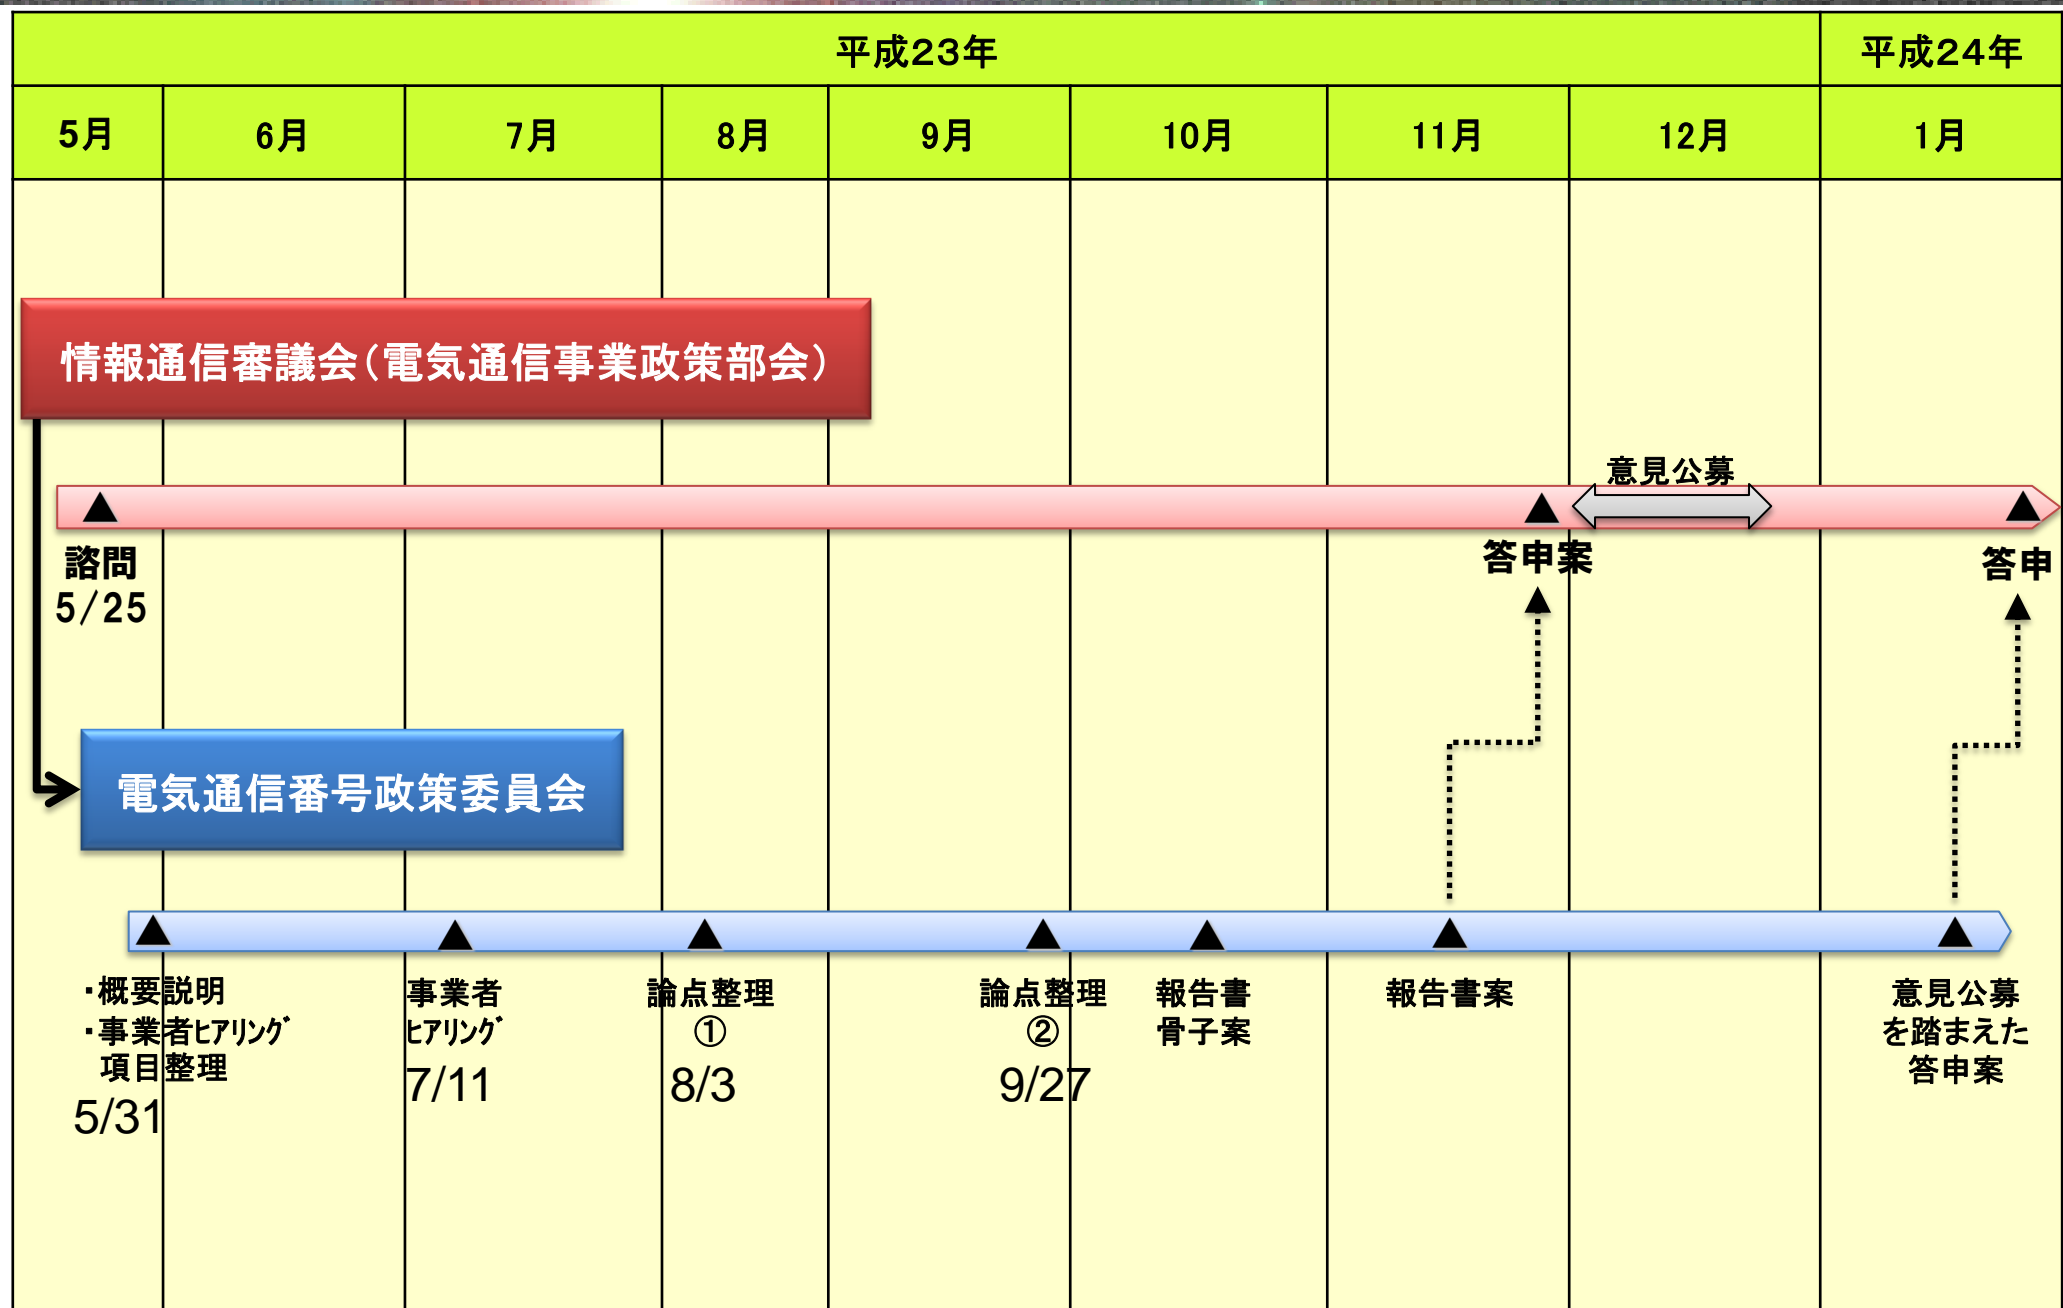 平成23年
平成24年
5月
6月
7月
8月
9月
10月
11月
12月
1月
情報通信審議会(電気通信事業政策部会)
意見公募
諮問
5/25
答申案
答申
電気通信番号政策委員会
・概要説明
・事業者ﾋｱﾘﾝｸﾞ
項目整理
5/31
事業者
ﾋｱﾘﾝｸﾞ
7/11
論点整理
①
8/3
論点整理
②
9/27
報告書
骨子案
報告書案
意見公募
を踏まえた
答申案